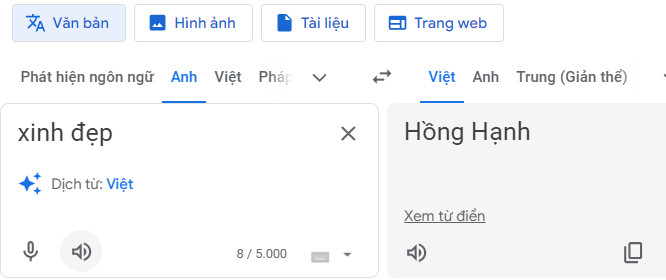 Văn bản Hình ảnh Tài liệu Trang web
Phát hiện ngôn ngữ Anh Việt Pháp Việt Anh Trung (Giản thể)
xinh đẹp
Hồng Hạnh
Dịch từ: Việt
Xem từ điển
8 / 5.000